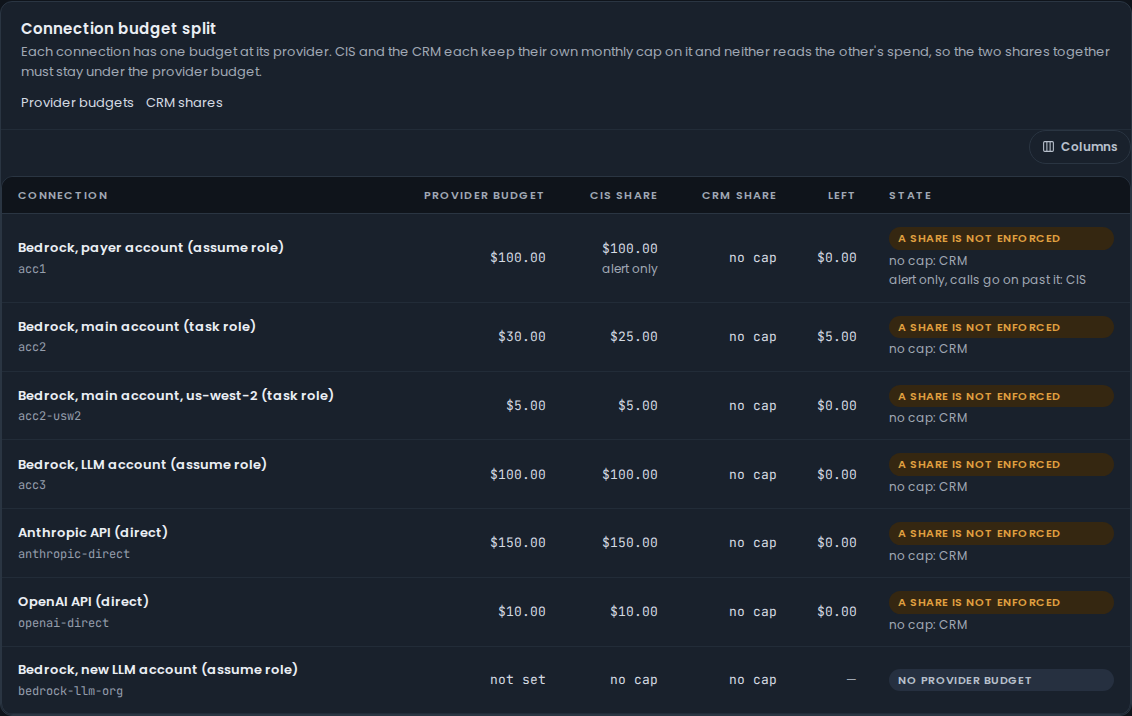 Connection budget split
Each connection has one budget at its provider. CIS and the CRM each keep their own monthly cap on it and neither reads the other's spend, so the two shares together
must stay under the provider budget.
Provider budgets CRM shares
Columns
CONNECTION PROVIDER BUDGET CIS SHARE CRM SHARE LEFT STATE
Bedrock, payer account (assume role)
acc1
$100.00
$100.00
alert only
no cap
$0.00
A SHARE IS NOT ENFORCED
no cap: CRM
alert only, calls go on past it: CIS
Bedrock, main account (task role)
acc2
$30.00
$25.00
no cap
$5.00
A SHARE IS NOT ENFORCED
no cap: CRM
Bedrock, main account, us-west-2 (task role)
acc2-usw2
$5.00
$5.00
no cap
$0.00
A SHARE IS NOT ENFORCED
no cap: CRM
Bedrock, LLM account (assume role)
acc3
$100.00
$100.00
no cap
$0.00
A SHARE IS NOT ENFORCED
no cap: CRM
Anthropic API (direct)
anthropic-direct
$150.00
$150.00
no cap
$0.00
A SHARE IS NOT ENFORCED
no cap: CRM
OpenAI API (direct)
openai-direct
$10.00
$10.00
no cap
$0.00
A SHARE IS NOT ENFORCED
no cap: CRM
Bedrock, new LLM account (assume role)
bedrock-llm-org
not set
no cap
no cap
—
NO PROVIDER BUDGET